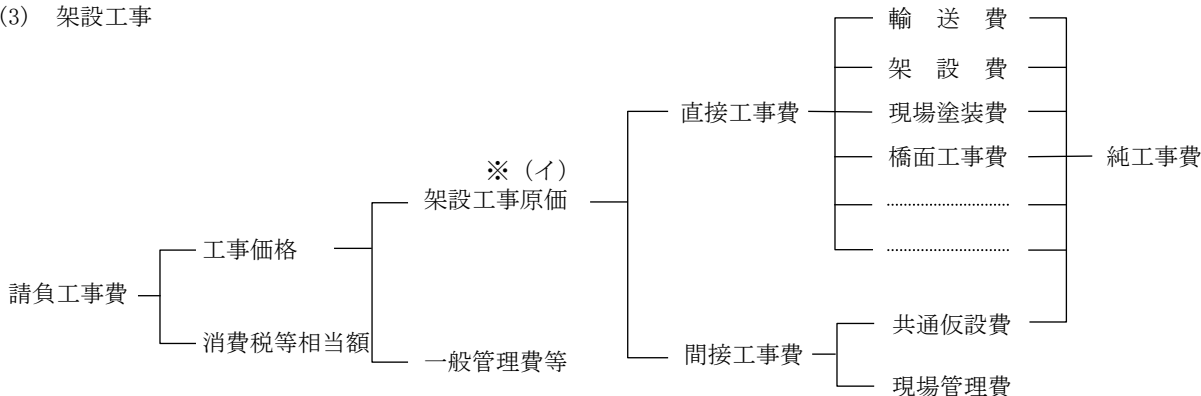 (3) 架設工事
輸送費
架設費
直接工事費
現場塗装費
※(イ)
橋面工事費
純工事費
架設工事原価
............................
工事価格
............................
請負工事費
共通仮設費
消費税等相当額
間接工事費
一般管理費等
現場管理費